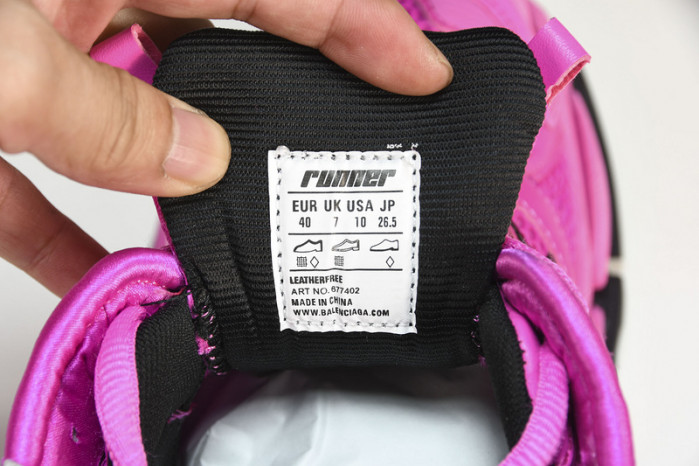 runner
EUR UK USA JP
40 7 10 26.5
LEATHERFREE
ART NO. 677402
MADE IN CHINA
WWW.BALENCIAGA.COM